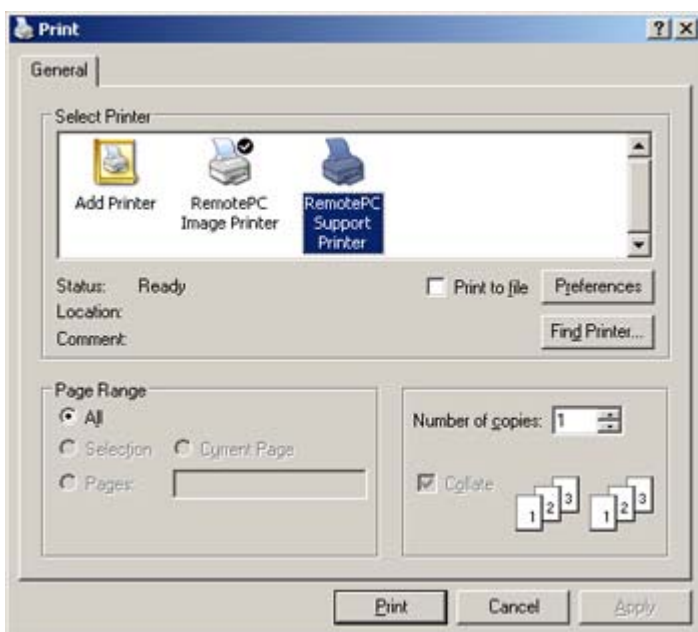 Print
General
Select Printer
Add Printer
RemotePC
Image Printer
RemotePC
Support
Printer
Status: Ready
Location:
Comment:
Print to file
Preferences
Find Printer...
Page Range
All
Selection Current Page
Pages:
Number of copies: 1
Collate
1 2 3 1 2 3
Print Cancel Apply